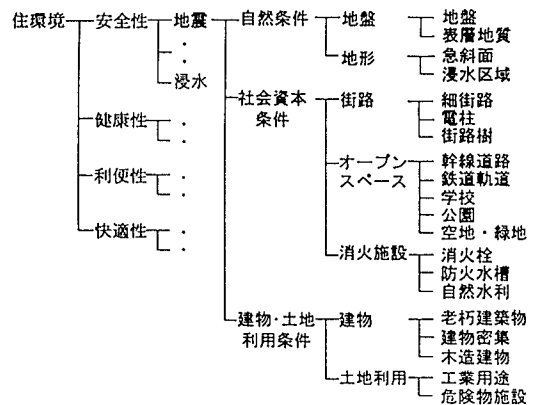 住環境 安全性 地震 自然条件 地盤 地盤
表層地質
・
・
地形 急斜面
浸水 浸水区域
健康性 ・
・
社会資本 街路 細街路
条件 電柱
街路樹
利便性 ・
・
オープン 幹線道路
スペース 鉄道軌道
学校
公園
空地・緑地
快適性 ・
・
消火施設 消火栓
防火水槽
自然水利
建物・土地 建物 老朽建築物
利用条件 建物密集
木造建物
土地利用 工業用途
危険物施設